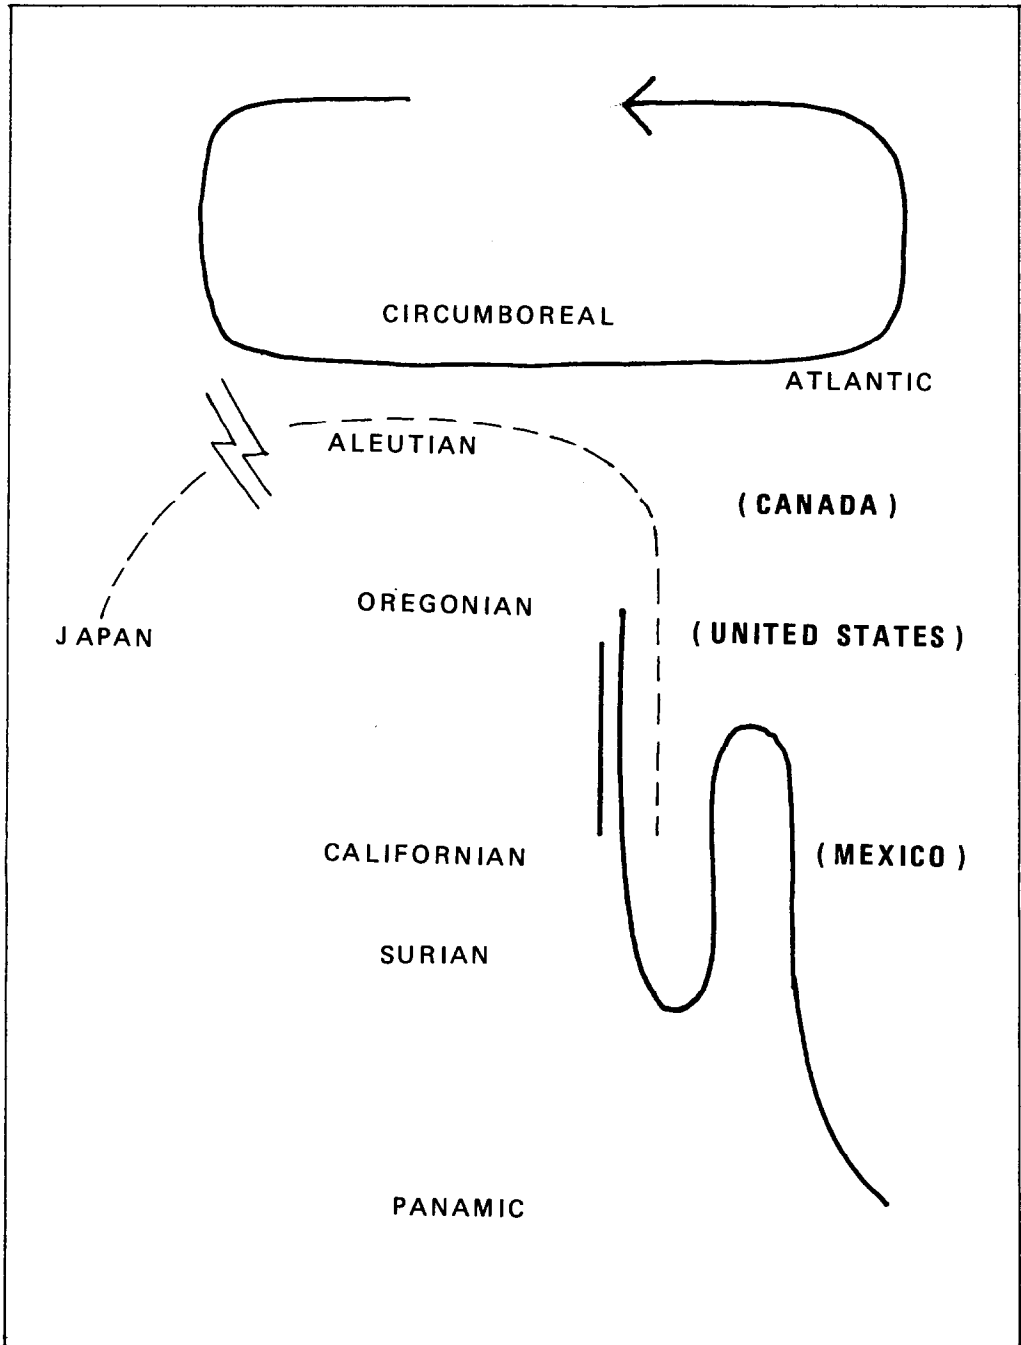 CIRCUMBOREAL
ATLANTIC
ALEUTIAN
(CANADA)
OREGONIAN
JAPAN
(UNITED STATES)
CALIFORNIAN
(MEXICO)
SURIAN
PANAMIC